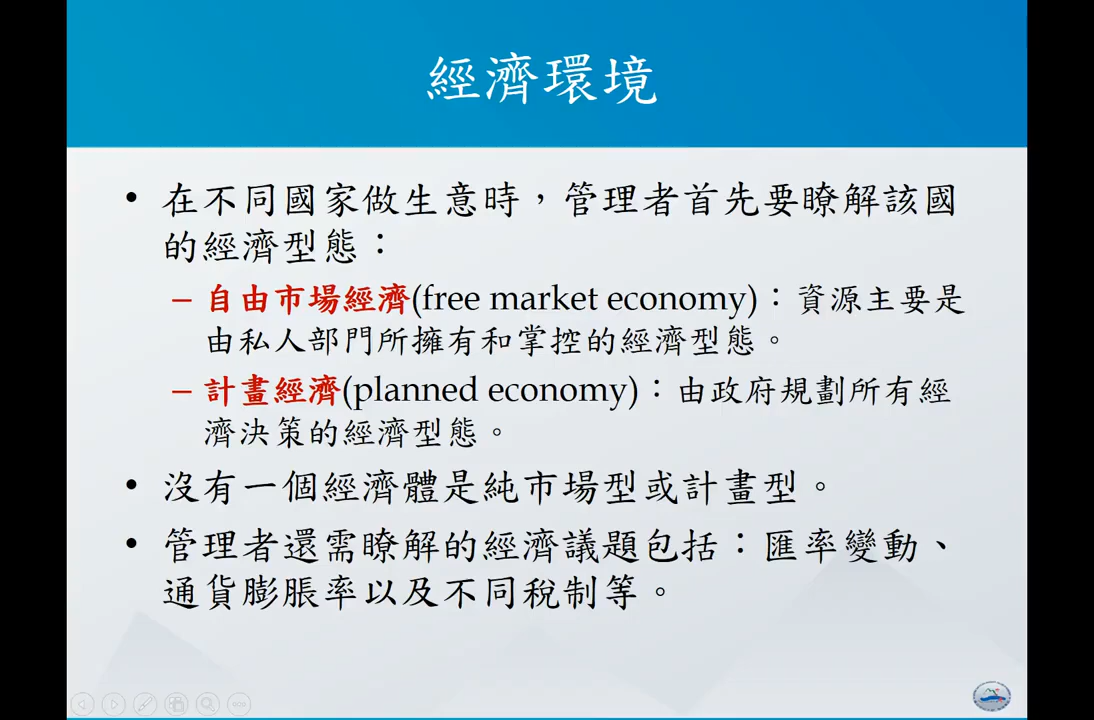 經濟環境
• 在不同國家做生意時，管理者首先要瞭解該國
的經濟型態：
– 自由市場經濟(free market economy)：資源主要是
由私人部門所擁有和掌控的經濟型態。
– 計畫經濟(planned economy)：由政府規劃所有經
濟決策的經濟型態。
• 沒有一個經濟體是純市場型或計畫型。
• 管理者還需瞭解的經濟議題包括：匯率變動、
通貨膨脹率以及不同稅制等。